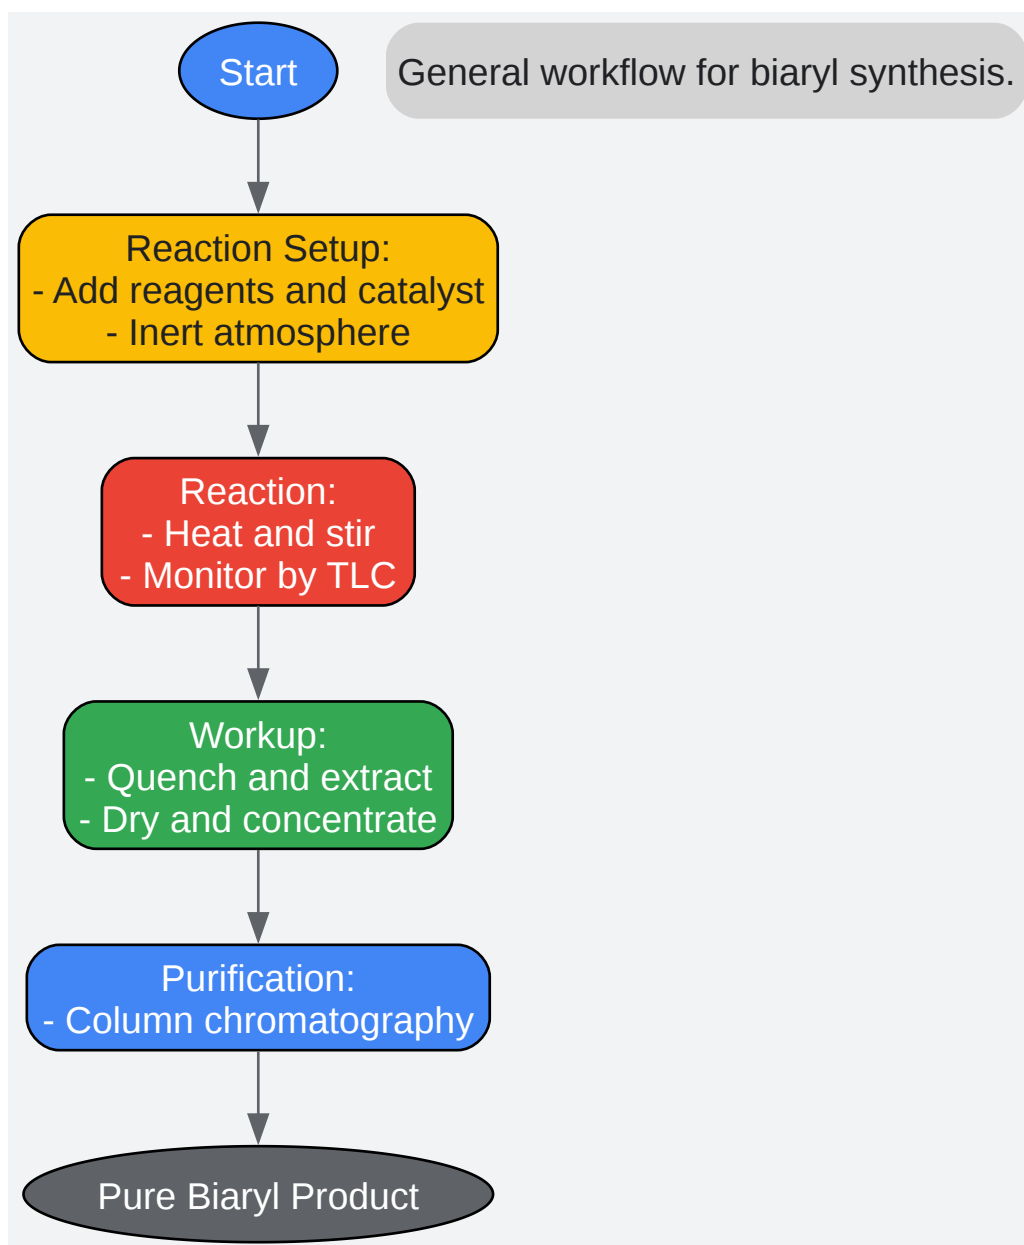 Start
General workflow for biaryl synthesis.
Reaction Setup:
- Add reagents and catalyst
- Inert atmosphere
Reaction:
- Heat and stir
- Monitor by TLC
Workup:
- Quench and extract
- Dry and concentrate
Purification:
- Column chromatography
Pure Biaryl Product